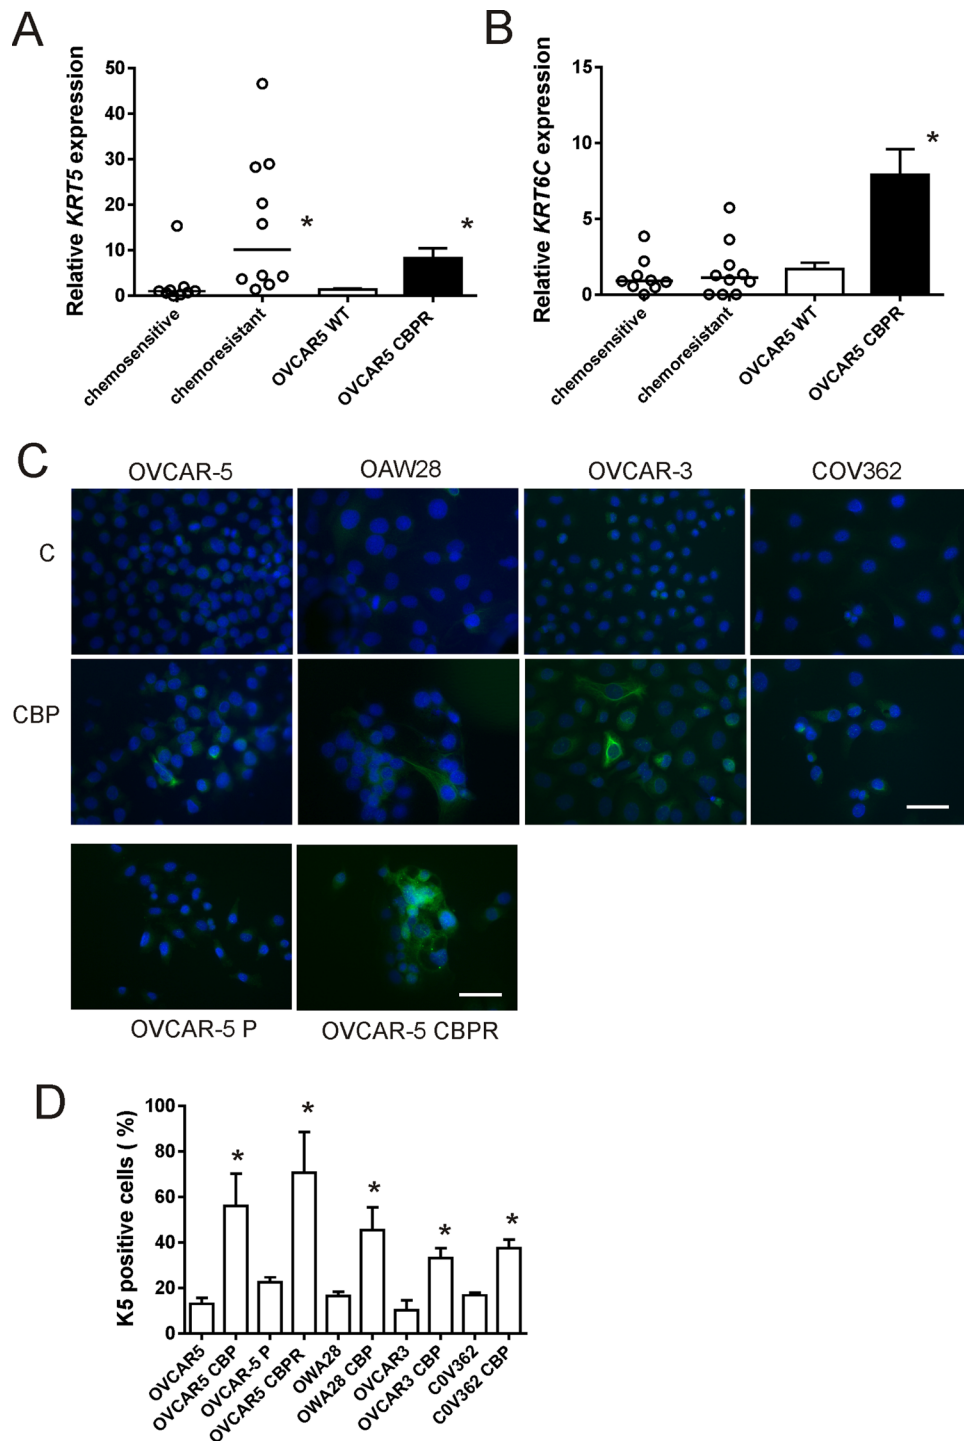 A
Relative KRT5 expression
50
40
30
20
10
0
*
*
chemosensitive
chemoresistant
OVCAR5 WT
OVCAR5 CBPR
B
Relative KRT6C expression
15
10
5
0
*
chemosensitive
chemoresistant
OVCAR5 WT
OVCAR5 CBPR
C
OVCAR-5
OAW28
OVCAR-3
COV362
C
CBP
OVCAR-5 P
OVCAR-5 CBPR
D
K5 positive cells ( %)
100
80
60
40
20
0
*
*
*
*
*
OVCAR5
OVCAR5 CBP
OVCAR-5 P
OVCAR5 CBPR
OWA28
OWA28 CBP
OVCAR3
OVCAR3 CBP
C0V362
C0V362 CBP